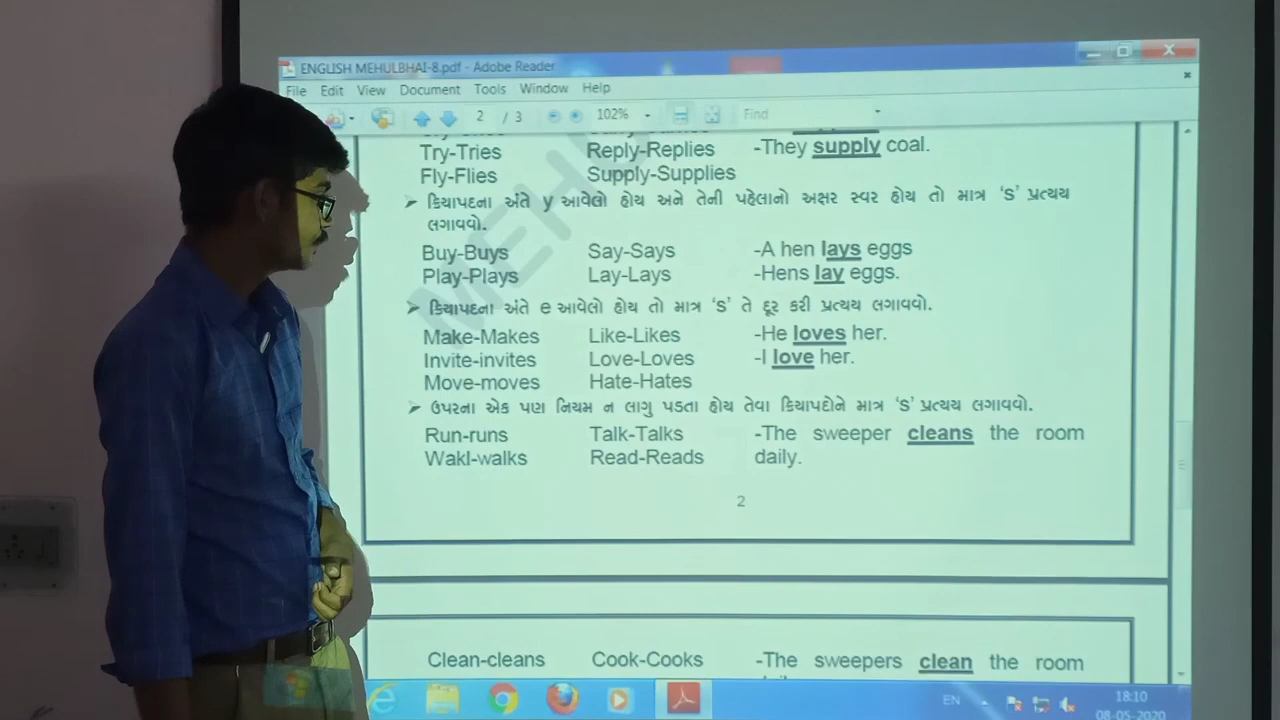 ENGLISH MEHULBHAI-8.pdf - Adobe Reader
File Edit View Document Tools Window Help
2 / 3 102% Find
Try-Tries Reply-Replies -They supply coal.
Fly-Flies Supply-Supplies
➢ ક્રિયાપદના અંતે y આવેલો હોય અને તેની પહેલાનો અક્ષર સ્વર હોય તો માત્ર ‘S’ પ્રત્યય
લગાવવો.
Buy-Buys Say-Says -A hen lays eggs
Play-Plays Lay-Lays -Hens lay eggs.
➢ ક્રિયાપદના અંતે e આવેલો હોય તો માત્ર ‘S’ તે દૂર કરી પ્રત્યય લગાવવો.
Make-Makes Like-Likes -He loves her.
Invite-invites Love-Loves -I love her.
Move-moves Hate-Hates
➢ ઉપરના એક પણ નિયમ ન લાગુ પડતા હોય તેવા ક્રિયાપદોને માત્ર ‘S’ પ્રત્યય લગાવવો.
Run-runs Talk-Talks -The sweeper cleans the room
Wakl-walks Read-Reads daily.
2
Clean-cleans Cook-Cooks -The sweepers clean the room
EN 18:10
08-05-2020
MEHU